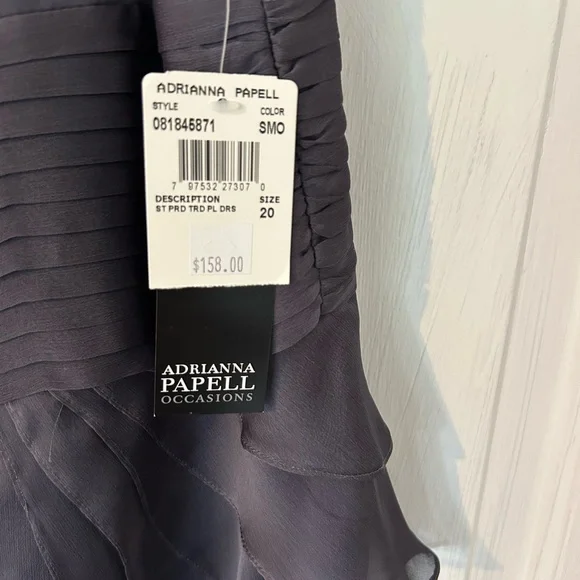 ADRIANNA PAPELL
STYLE COLOR
081845871 SMO
7 97532 27307 0
DESCRIPTION SIZE
ST PRD TRD PL DRS 20
$158.00
ADRIANNA
PAPELL
OCCASIONS